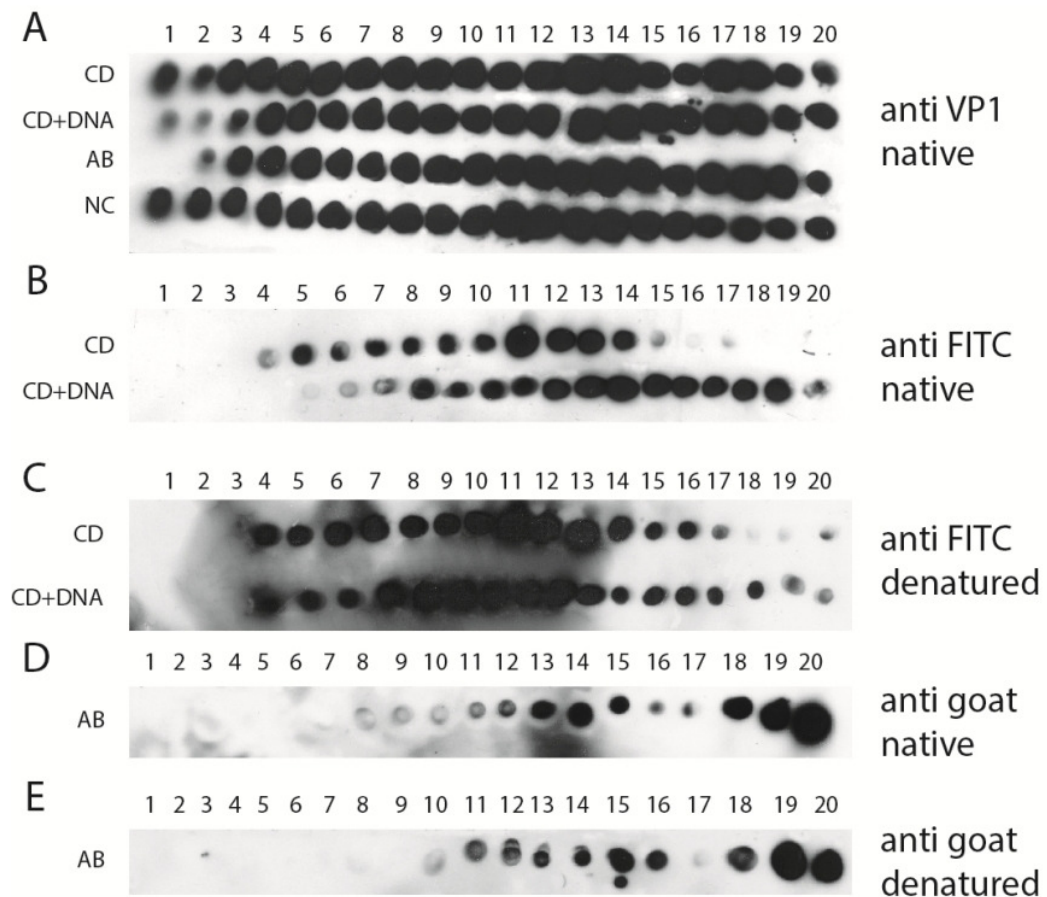 A 1 2 3 4 5 6 7 8 9 10 11 12 13 14 15 16 17 18 19 20
CD
CD+DNA
AB
NC
anti VP1
native
B 1 2 3 4 5 6 7 8 9 10 11 12 13 14 15 16 17 18 19 20
CD
CD+DNA
anti FITC
native
C 1 2 3 4 5 6 7 8 9 10 11 12 13 14 15 16 17 18 19 20
CD
CD+DNA
anti FITC
denatured
D 1 2 3 4 5 6 7 8 9 10 11 12 13 14 15 16 17 18 19 20
AB
anti goat
native
E 1 2 3 4 5 6 7 8 9 10 11 12 13 14 15 16 17 18 19 20
AB
anti goat
denatured